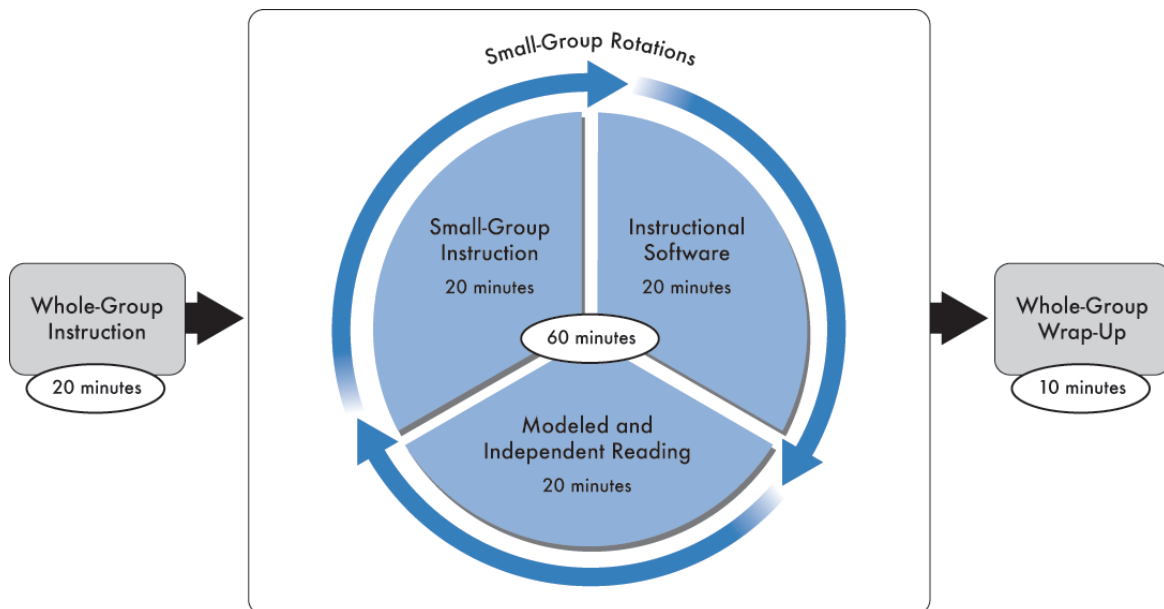 Small-Group Rotations
Whole-Group
Instruction
20 minutes
Small-Group
Instruction
20 minutes
Instructional
Software
20 minutes
60 minutes
Modeled and
Independent Reading
20 minutes
Whole-Group
Wrap-Up
10 minutes